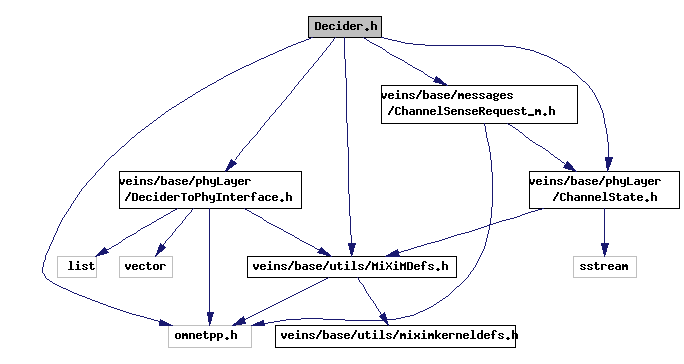 Decider.h
veins/base/messages
/ChannelSenseRequest_m.h
veins/base/phyLayer
/DeciderToPhyInterface.h
veins/base/phyLayer
/ChannelState.h
list
vector
veins/base/utils/MiXiMDefs.h
sstream
omnetpp.h
veins/base/utils/miximkerneldefs.h